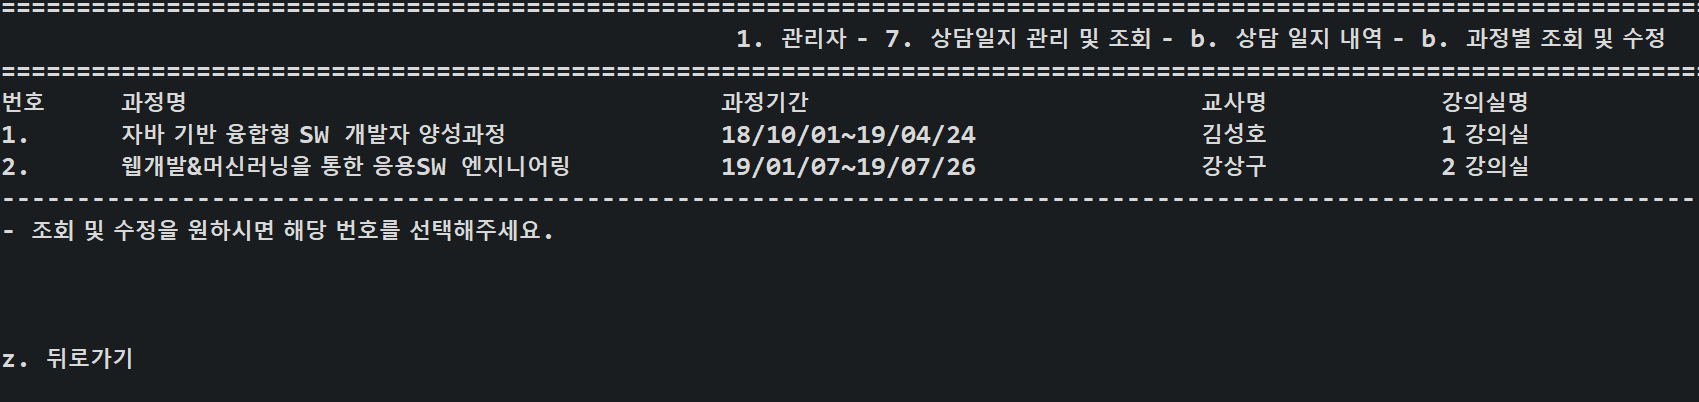 ====================================================================================================================
1. 관리자 - 7. 상담일지 관리 및 조회 - b. 상담 일지 내역 - b. 과정별 조회 및 수정
====================================================================================================================
번호 과정명 과정기간 교사명 강의실명
1. 자바 기반 융합형 SW 개발자 양성과정 18/10/01~19/04/24 김성호 1 강의실
2. 웹개발&머신러닝을 통한 응용SW 엔지니어링 19/01/07~19/07/26 강상구 2 강의실
-----------------------------------------------------------------------------------------------------------------
- 조회 및 수정을 원하시면 해당 번호를 선택해주세요.
z. 뒤로가기